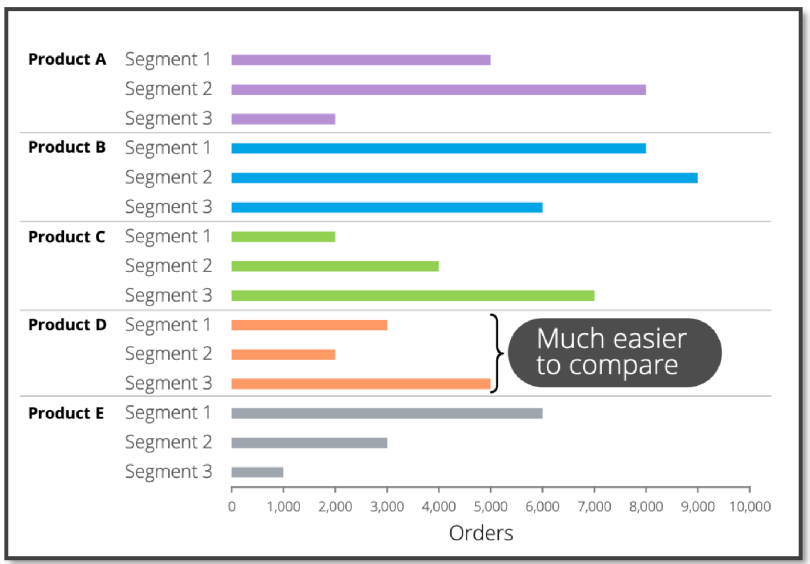 Product A Segment 1
Segment 2
Segment 3
Product B Segment 1
Segment 2
Segment 3
Product C Segment 1
Segment 2
Segment 3
Product D Segment 1
Segment 2
Segment 3
Much easier
to compare
Product E Segment 1
Segment 2
Segment 3
0 1,000 2,000 3,000 4,000 5,000 6,000 7,000 8,000 9,000 10,000
Orders